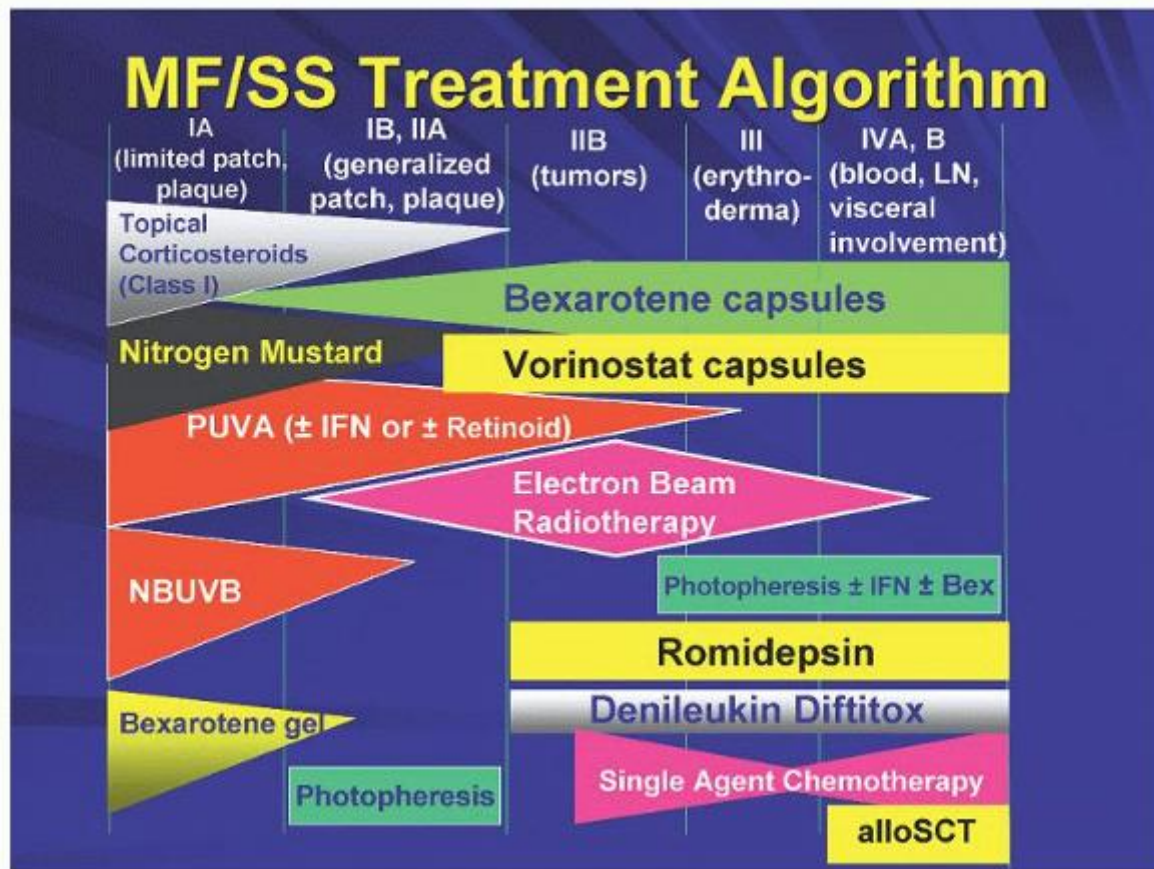 MF/SS Treatment Algorithm
IA
(limited patch,
plaque)
IB, IIA
(generalized
patch, plaque)
IIB
(tumors)
III
(erythro-
derma)
IVA, B
(blood, LN,
visceral
involvement)
Topical
Corticosteroids
(Class I)
Bexarotene capsules
Nitrogen Mustard
Vorinostat capsules
PUVA (± IFN or ± Retinoid)
Electron Beam
Radiotherapy
NBUVB
Photopheresis ± IFN ± Bex
Romidepsin
Bexarotene gel
Denileukin Diftitox
Photopheresis
Single Agent Chemotherapy
alloSCT